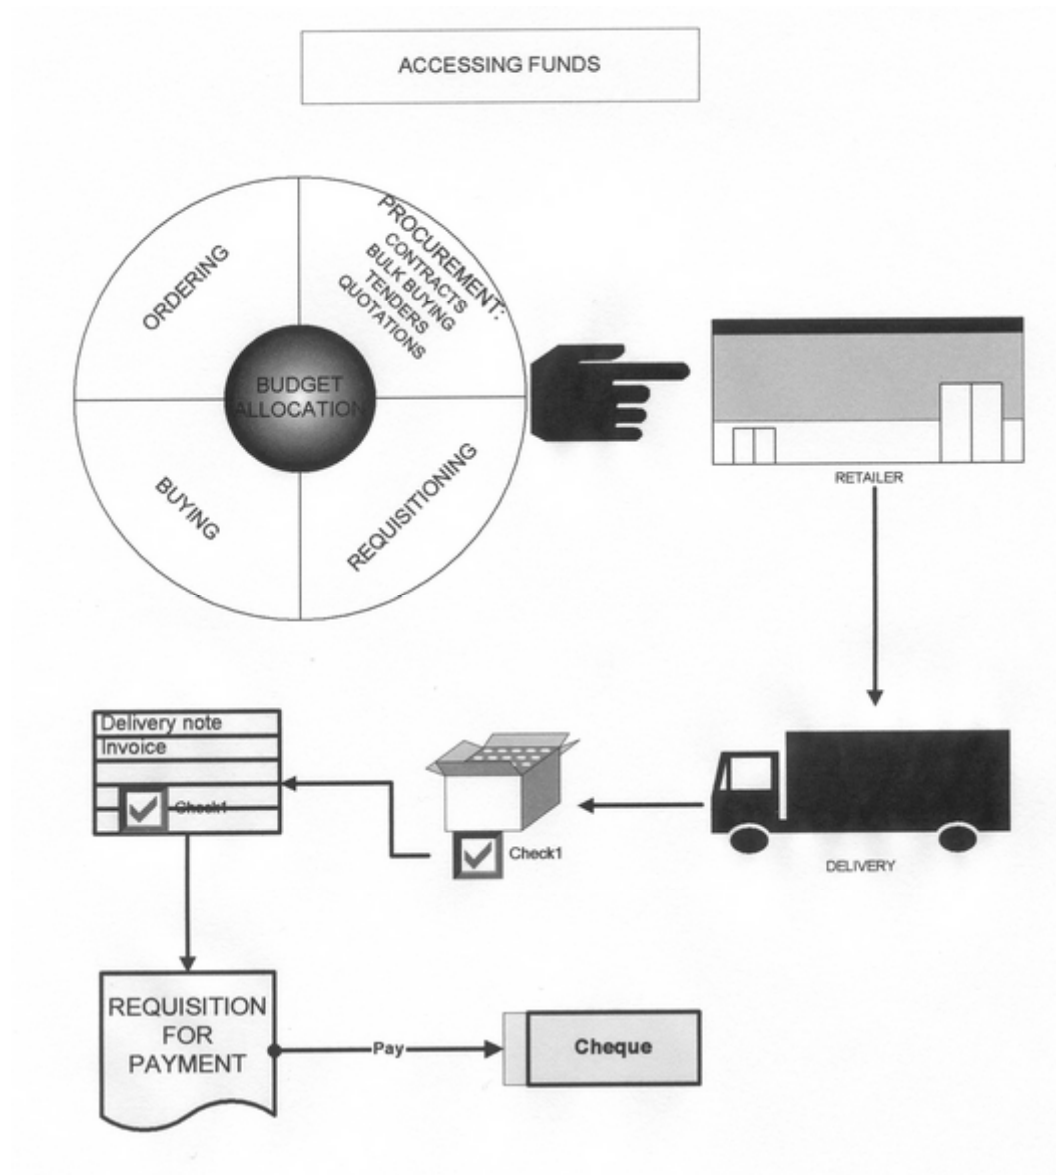 ACCESSING FUNDS
ORDERING
PROCUREMENT:
CONTRACTS
BULK BUYING
TENDERS
QUOTATIONS
BUDGET
ALLOCATION
BUYING
REQUISITIONING
RETAILER
Delivery note
Invoice
Check1
Check1
DELIVERY
REQUISITION
FOR
PAYMENT
Pay
Cheque